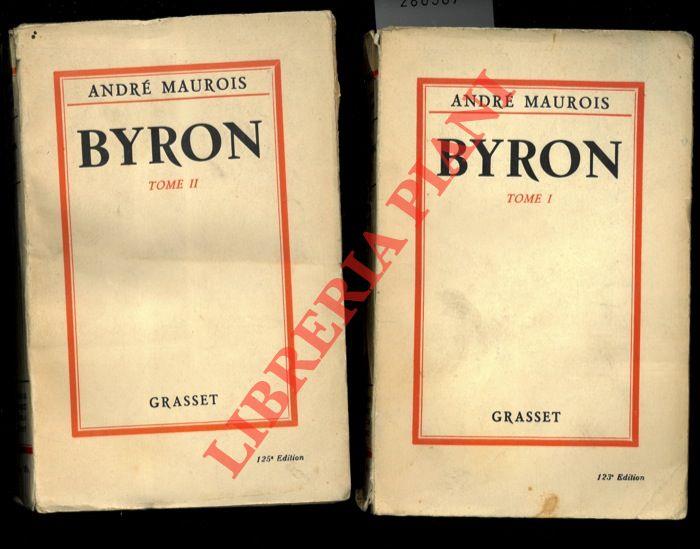 ANDRÉ MAUROIS
BYRON
TOME II
GRASSET
125e Edition
ANDRÉ MAUROIS
BYRON
TOME I
GRASSET
123e Edition
LIBRERIA PIANI